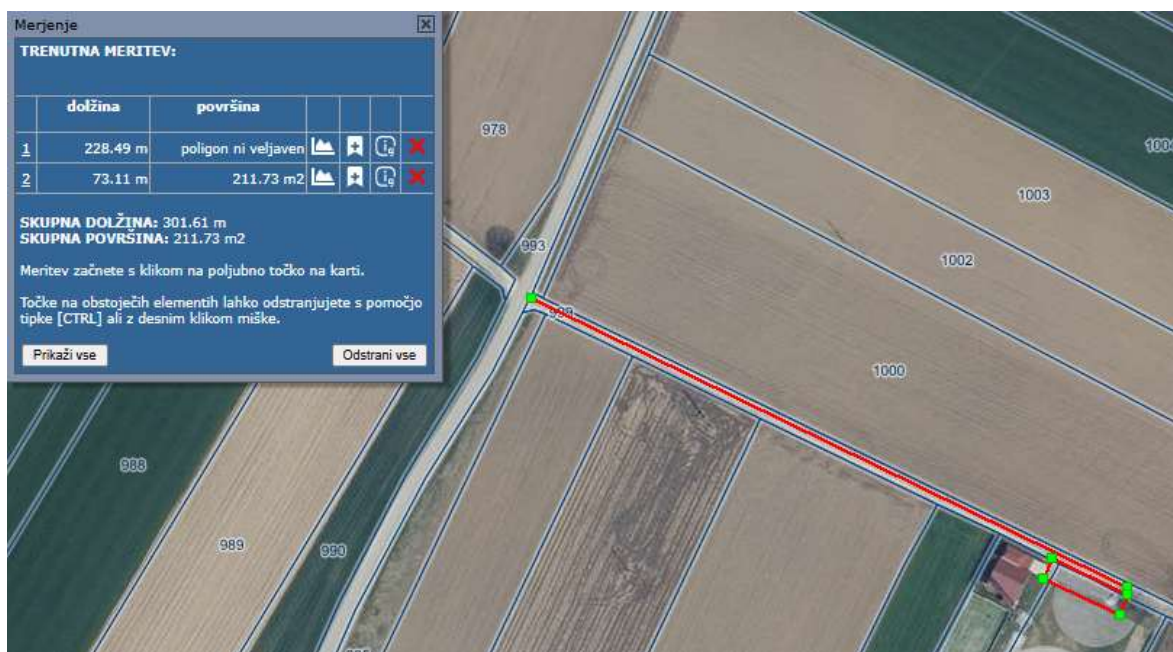 Merjenje
TRENUTNA MERITEV:
dolžina površina
1 228.49 m poligon ni veljaven
2 73.11 m 211.73 m2
SKUPNA DOLŽINA: 301.61 m
SKUPNA POVRŠINA: 211.73 m2
Meritev začnete s klikom na poljubno točko na karti.
Točke na obstoječih elementih lahko odstranjujete s pomočjo
tipke [CTRL] ali z desnim klikom miške.
Prikaži vse Odstrani vse
978
1003
993
1002
1000
988
989
990